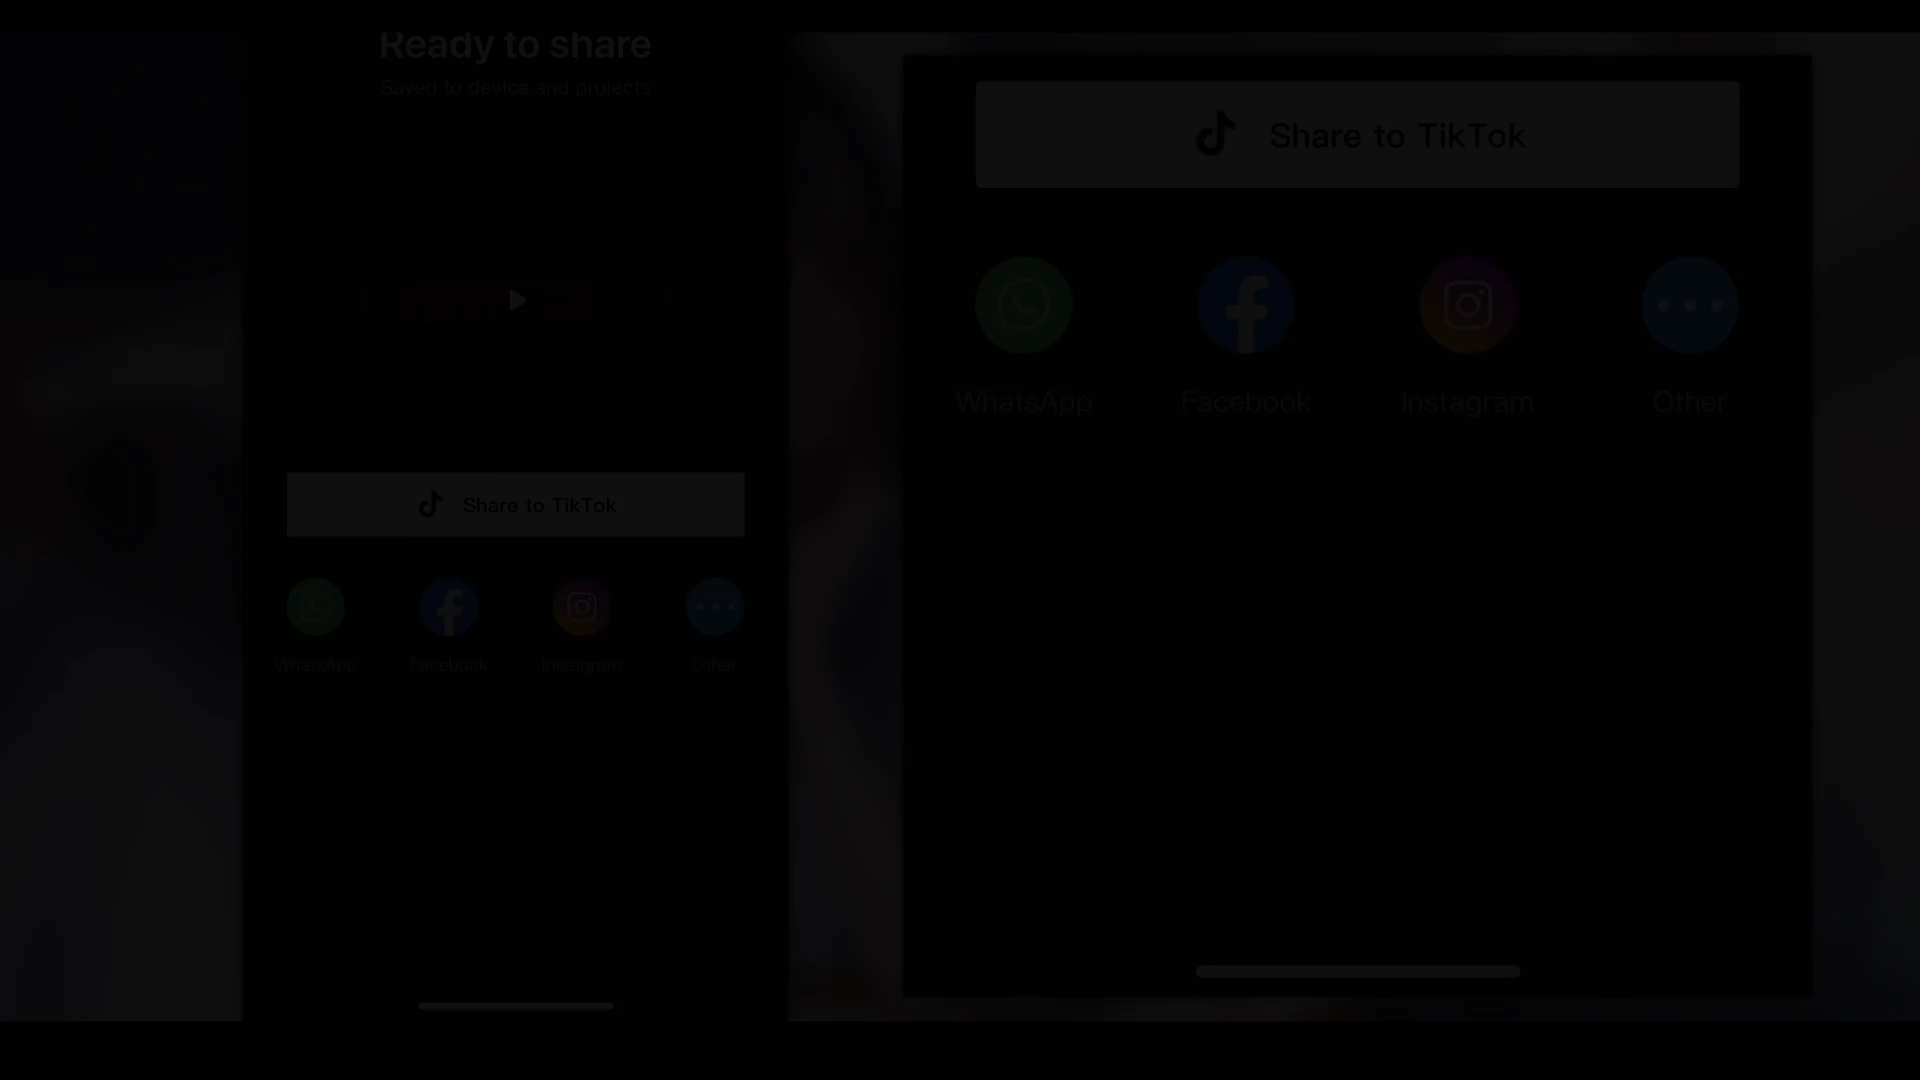 Ready to share
Saved to device and projects
Share to TikTok
WhatsApp Facebook Instagram Other
Share to TikTok
WhatsApp Facebook Instagram Other